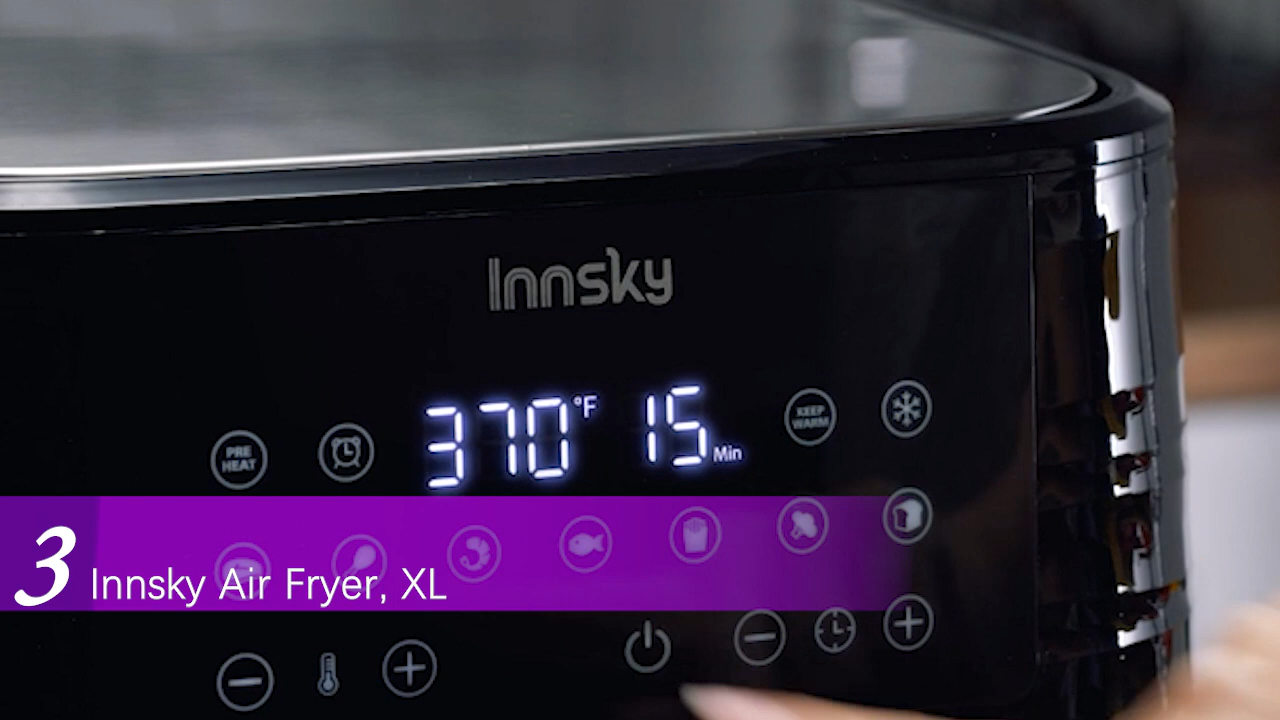 Innsky
370°F 15 Min
PRE HEAT
KEEP WARM
3 Innsky Air Fryer, XL